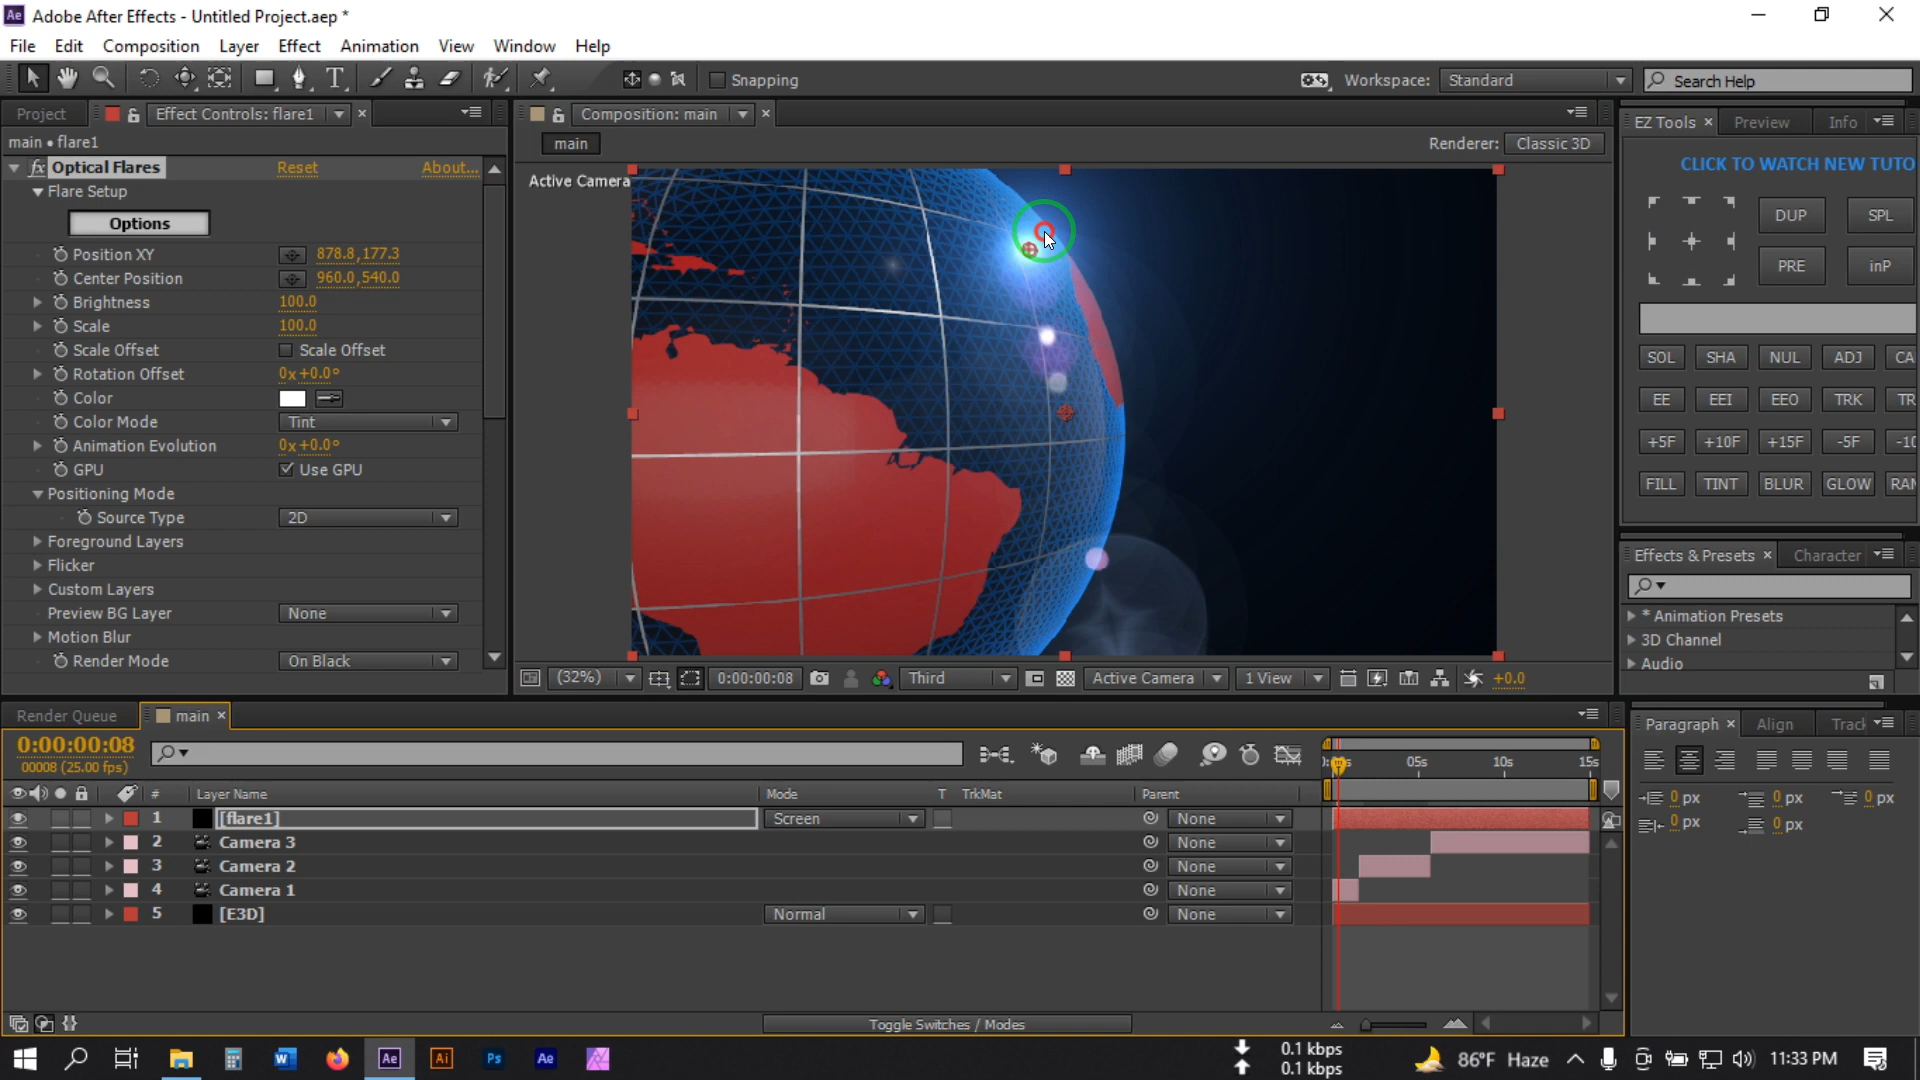 Ae Adobe After Effects - Untitled Project.aep *
File Edit Composition Layer Effect Animation View Window Help
Snapping Workspace: Standard Search Help
Project Effect Controls: flare1
Composition: main
EZ Tools Preview Info
main • flare1
main Renderer: Classic 3D
fx Optical Flares Reset About...
Active Camera
CLICK TO WATCH NEW TUTO
Flare Setup
Options
DUP SPL
Position XY 878.8,177.3
PRE inP
Center Position 960.0,540.0
Brightness 100.0
Scale 100.0
Scale Offset Scale Offset
SOL SHA NUL ADJ CA
Rotation Offset 0x+0.0°
Color
EE EEI EEO TRK TR
Color Mode Tint
Animation Evolution 0x+0.0°
+5F +10F +15F -5F -10
GPU Use GPU
Positioning Mode
FILL TINT BLUR GLOW RAN
Source Type 2D
Foreground Layers
Effects & Presets Character
Flicker
Custom Layers
Preview BG Layer None
* Animation Presets
Motion Blur
3D Channel
Render Mode On Black
Audio
(32%) 0:00:00:08 Third Active Camera 1 View +0.0
Render Queue main
Paragraph Align Track
0:00:00:08
00008 (25.00 fps)
05s 10s 15s
# Layer Name Mode T TrkMat Parent
0 px 0 px 0 px
0 px 0 px
1 [flare1] Screen None
2 Camera 3 None
3 Camera 2 None
4 Camera 1 None
5 [E3D] Normal None
Toggle Switches / Modes
Ae Ai Ps Ae
0.1 kbps
0.1 kbps
86°F Haze 11:33 PM